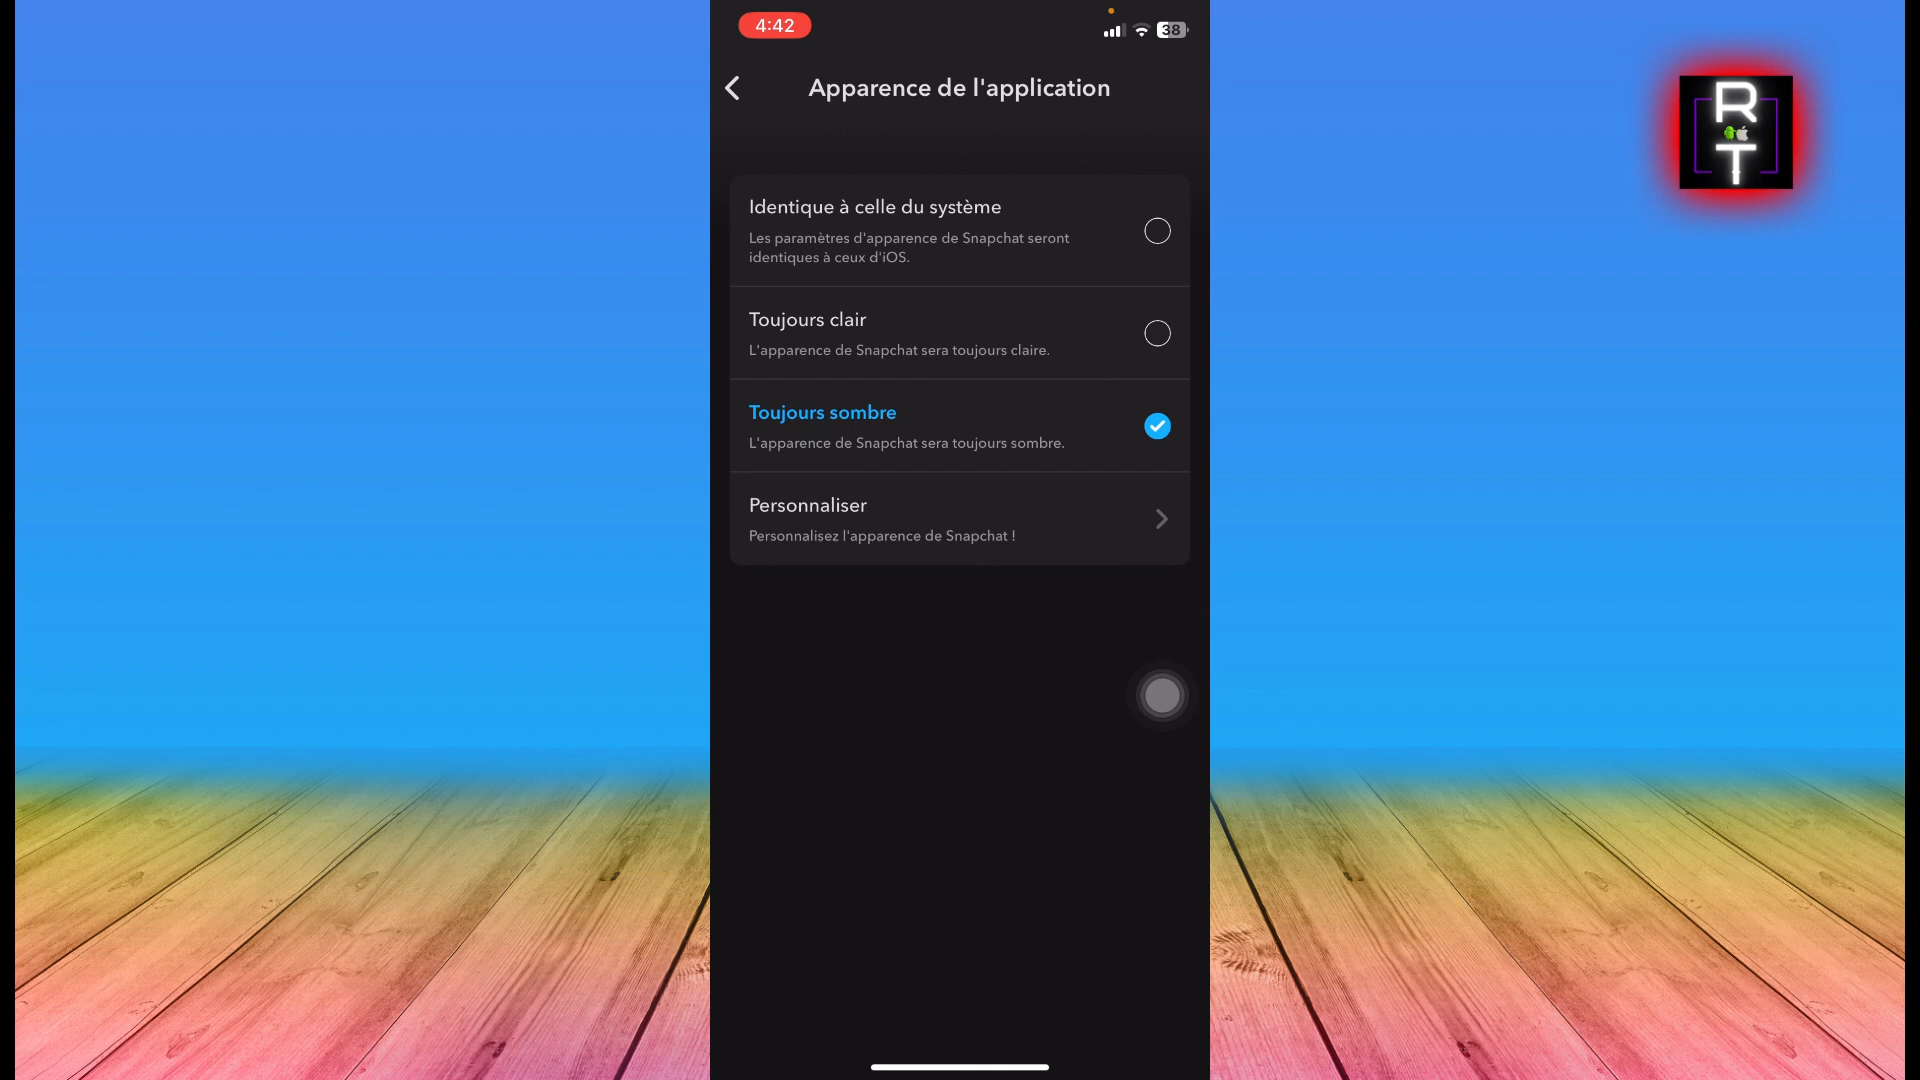 4:42
38
Apparence de l'application
Identique à celle du système
Les paramètres d'apparence de Snapchat seront
identiques à ceux d'iOS.
Toujours clair
L'apparence de Snapchat sera toujours claire.
Toujours sombre
L'apparence de Snapchat sera toujours sombre.
Personnaliser
Personnalisez l'apparence de Snapchat !
R
T